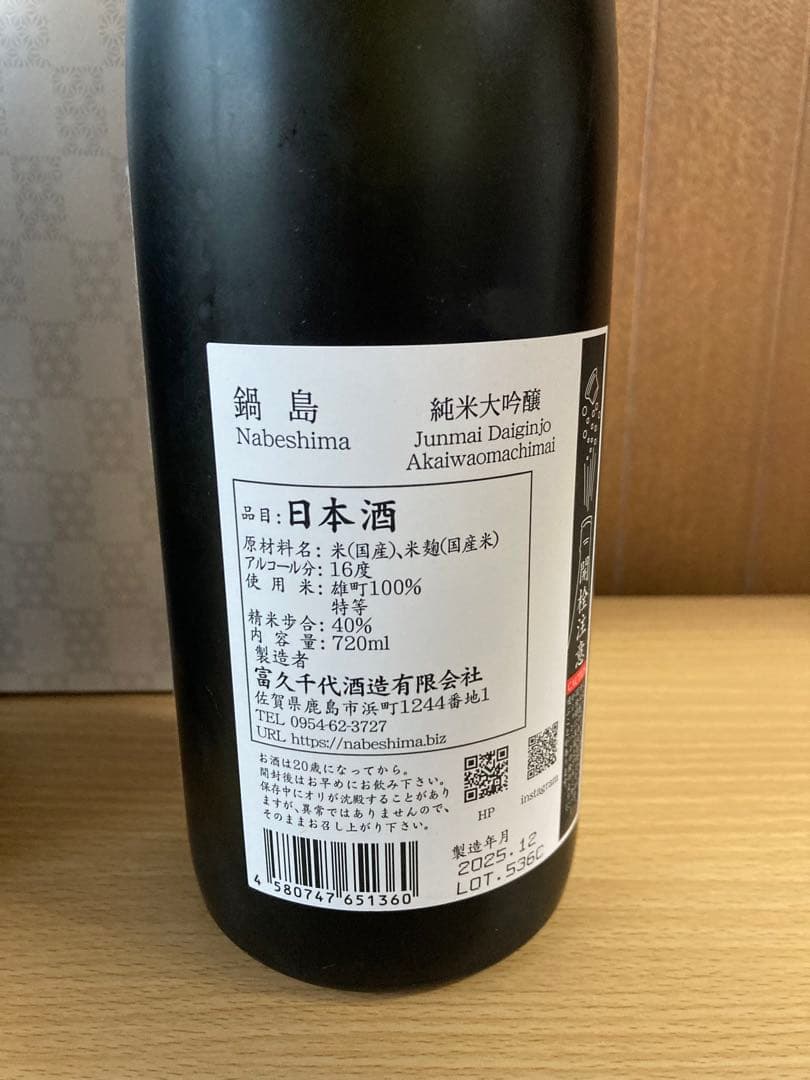 鍋島
Nabeshima
純米大吟醸
Junmai Daiginjo
Akaiwaomachimai
品目:日本酒
原材料名:米(国産)、米麹(国産米)
アルコール分:16度
使用米:雄町100%
特等
精米歩合:40%
内容量:720ml
製造者
富久千代酒造有限会社
佐賀県鹿島市浜町1244番地1
TEL 0954-62-3727
URL https://nabeshima.biz
お酒は20歳になってから。
開封後はお早めにお飲み下さい。
保存中にオリが沈殿することがあり
ますが、異常ではありませんので、
そのままお召し上がり下さい。
HP
instagram
製造年月
2025.12
LOT.536C
4 580747 651360
開栓注意